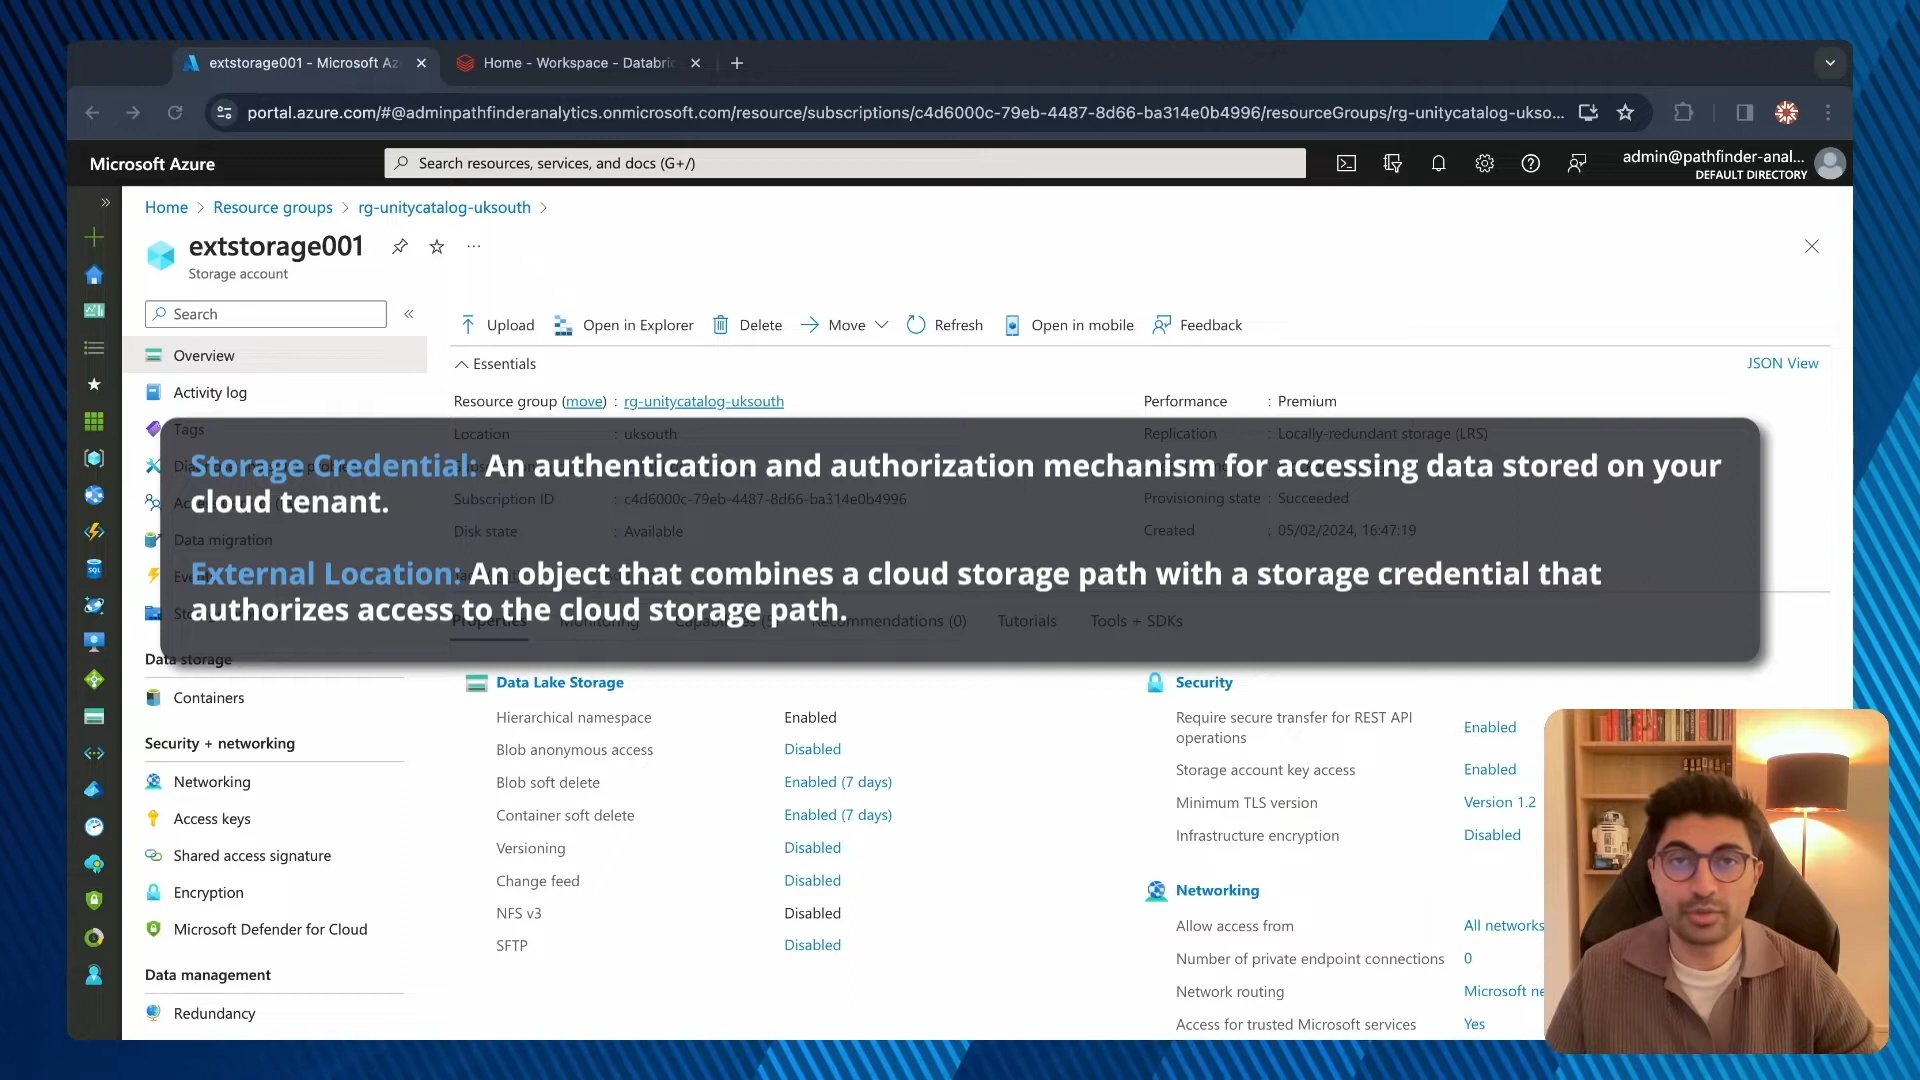 extstorage001 - Microsoft Az
Home - Workspace - Databri
portal.azure.com/#@adminpathfinderanalytics.onmicrosoft.com/resource/subscriptions/c4d6000c-79eb-4487-8d66-ba314e0b4996/resourceGroups/rg-unitycatalog-ukso...
Microsoft Azure
Search resources, services, and docs (G+/)
admin@pathfinder-anal...
DEFAULT DIRECTORY
Home > Resource groups > rg-unitycatalog-uksouth >
extstorage001
Storage account
Search
Upload Open in Explorer Delete Move Refresh Open in mobile Feedback
Overview
Activity log
Tags
Data migration
Data storage
Containers
Security + networking
Networking
Access keys
Shared access signature
Encryption
Microsoft Defender for Cloud
Data management
Redundancy
Essentials
JSON View
Resource group (move) : rg-unitycatalog-uksouth
Location : uksouth
Subscription ID : c4d6000c-79eb-4487-8d66-ba314e0b4996
Disk state : Available
Performance : Premium
Replication : Locally-redundant storage (LRS)
Provisioning state : Succeeded
Created : 05/02/2024, 16:47:19
Storage Credential: An authentication and authorization mechanism for accessing data stored on your
cloud tenant.
External Location: An object that combines a cloud storage path with a storage credential that
authorizes access to the cloud storage path.
Properties Monitoring Recommendations (0) Tutorials Tools + SDKs
Data Lake Storage
Hierarchical namespace Enabled
Blob anonymous access Disabled
Blob soft delete Enabled (7 days)
Container soft delete Enabled (7 days)
Versioning Disabled
Change feed Disabled
NFS v3 Disabled
SFTP Disabled
Security
Require secure transfer for REST API
operations Enabled
Storage account key access Enabled
Minimum TLS version Version 1.2
Infrastructure encryption Disabled
Networking
Allow access from All networks
Number of private endpoint connections 0
Network routing Microsoft ne
Access for trusted Microsoft services Yes